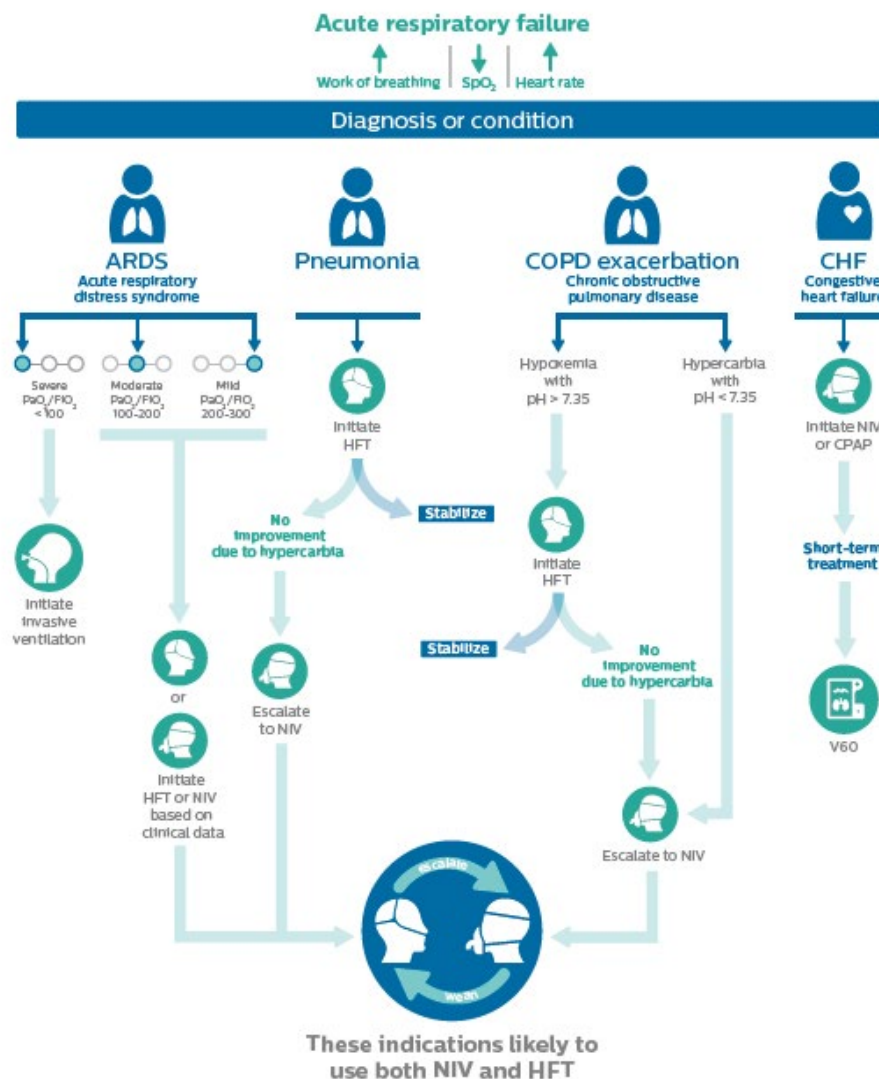 Acute respiratory failure
Work of breathing
SpO₂
Heart rate
Diagnosis or condition
ARDS
Acute respiratory
distress syndrome
Severe
PaO₂/FiO₂
<100
Moderate
PaO₂/FiO₂
100-200
Mild
PaO₂/FiO₂
200-300
Initiate
invasive
ventilation
or
Initiate
HFT or NIV
based on
clinical data
Pneumonia
Initiate
HFT
Stabilize
No
improvement
due to hypercarbia
Escalate
to NIV
COPD exacerbation
Chronic obstructive
pulmonary disease
Hypoxemia
with
pH > 7.35
Initiate
HFT
Stabilize
No
improvement
due to hypercarbia
Hypercarbia
with
pH < 7.35
Escalate to NIV
CHF
Congestive
heart failure
Initiate NIV
or CPAP
Short-term
treatment
V60
escalate
wean
These indications likely to
use both NIV and HFT